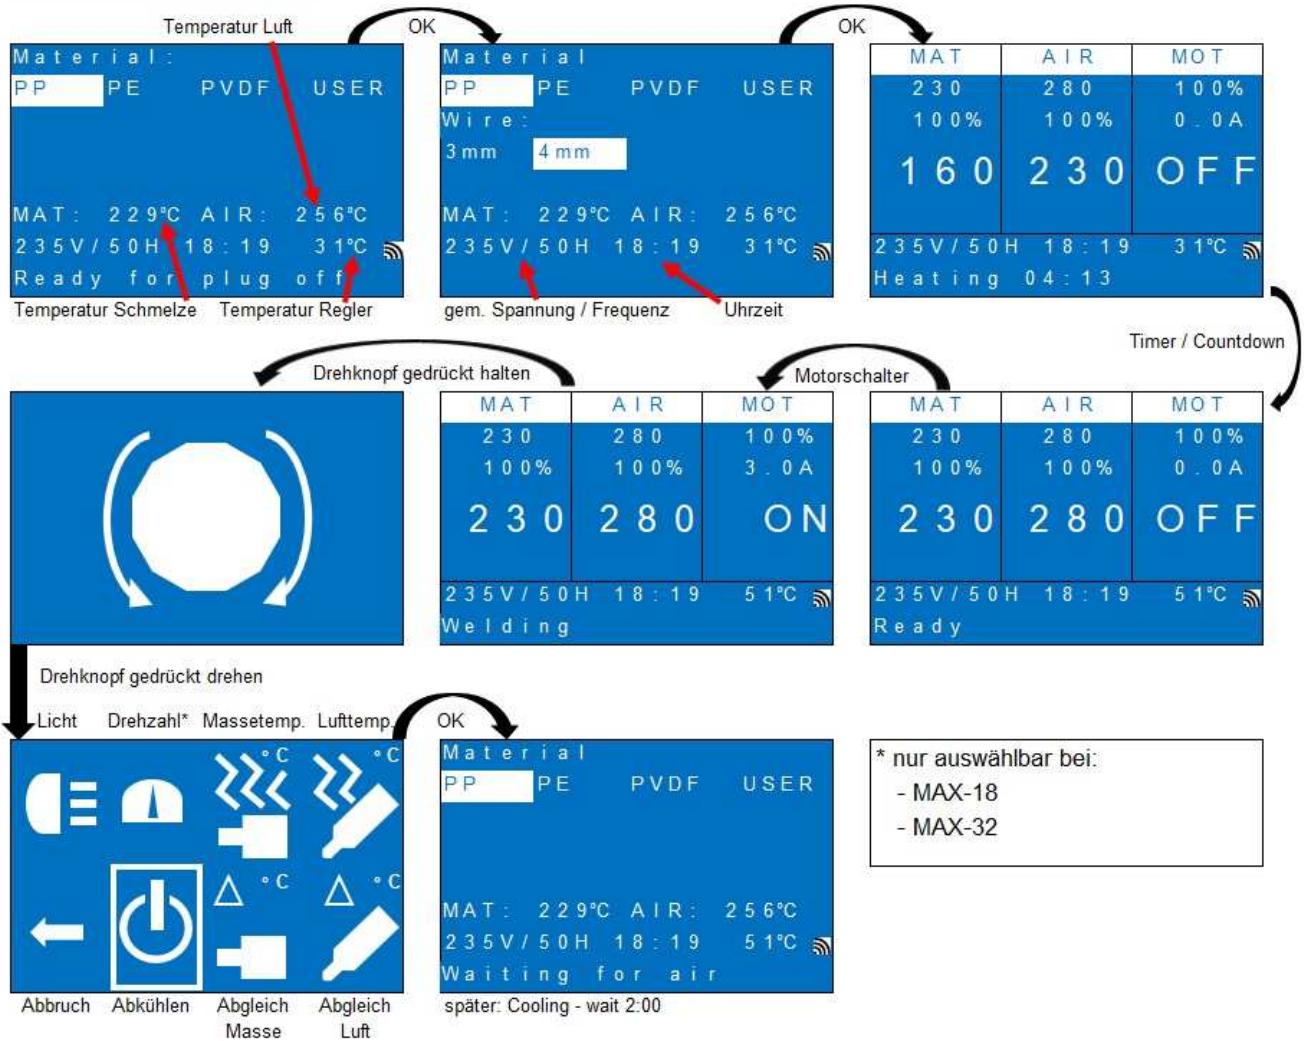 Temperatur Luft
OK
OK
Material:
PP PE PVDF USER
MAT: 229°C AIR: 256°C
235V/50H 18:19 31°C
Ready for plug off
Temperatur Schmelze Temperatur Regler
Material
PP PE PVDF USER
Wire:
3mm 4mm
MAT: 229°C AIR: 256°C
235V/50H 18:19 31°C
gem. Spannung / Frequenz Uhrzeit
MAT AIR MOT
230 280 100%
100% 100% 0.0A
160 230 OFF
235V/50H 18:19 31°C
Heating 04:13
Timer / Countdown
Motorschalter
Drehknopf gedrückt halten
MAT AIR MOT
230 280 100%
100% 100% 3.0A
230 280 ON
235V/50H 18:19 51°C
Welding
MAT AIR MOT
230 280 100%
100% 100% 0.0A
230 280 OFF
235V/50H 18:19 51°C
Ready
Drehknopf gedrückt drehen
Licht Drehzahl* Massetemp. Lufttemp.
OK
°C °C
°C °C
Abbruch Abkühlen Abgleich Masse Abgleich Luft
Material
PP PE PVDF USER
MAT: 229°C AIR: 256°C
235V/50H 18:19 51°C
Waiting for air
später: Cooling - wait 2:00
* nur auswählbar bei:
- MAX-18
- MAX-32